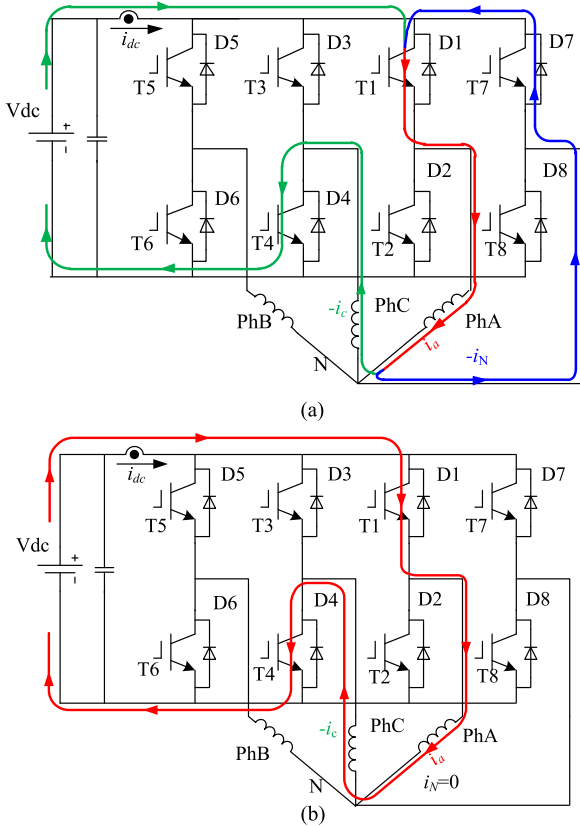 D5 D3 D1 D7
i_dc
T5 T3 T1 T7
Vdc + -
D6 D4 D2 D8
T6 T4 T2 T8
PhB -i_c PhC PhA
N i_a -i_N
(a)
D5 D3 D1 D7
i_dc
T5 T3 T1 T7
Vdc + -
D6 D4 D2 D8
T6 T4 T2 T8
PhB -i_c PhC PhA
N i_a i_N=0
(b)